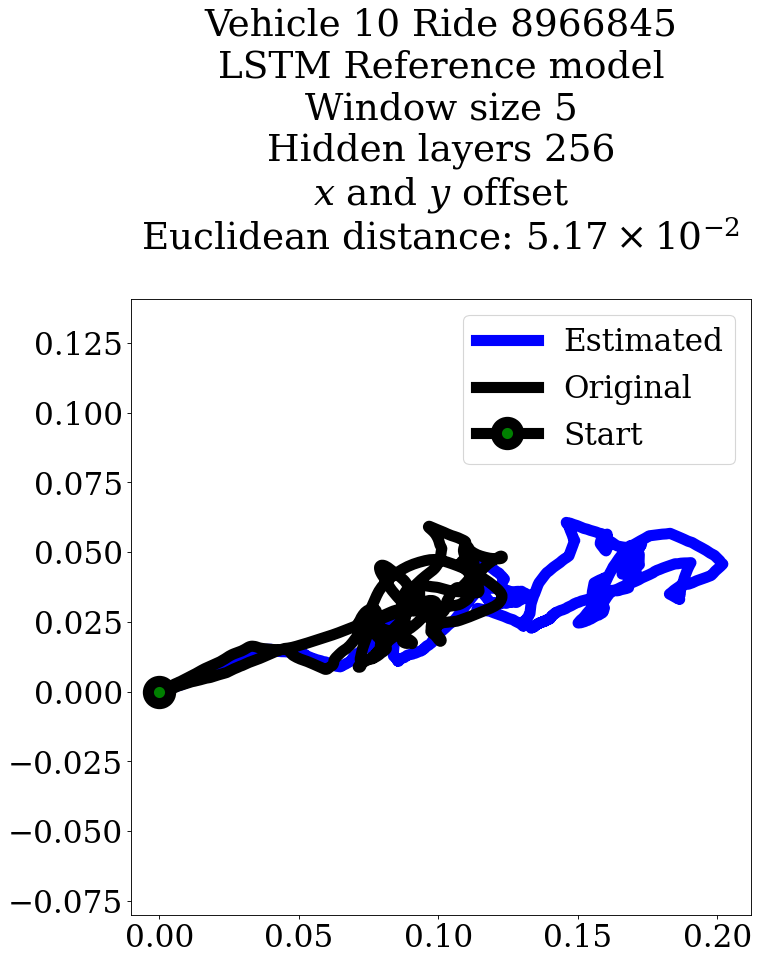 Vehicle 10 Ride 8966845
LSTM Reference model
Window size 5
Hidden layers 256
x and y offset
Euclidean distance: 5.17 × 10⁻²
Estimated
Original
Start
0.125
0.100
0.075
0.050
0.025
0.000
−0.025
−0.050
−0.075
0.00 0.05 0.10 0.15 0.20